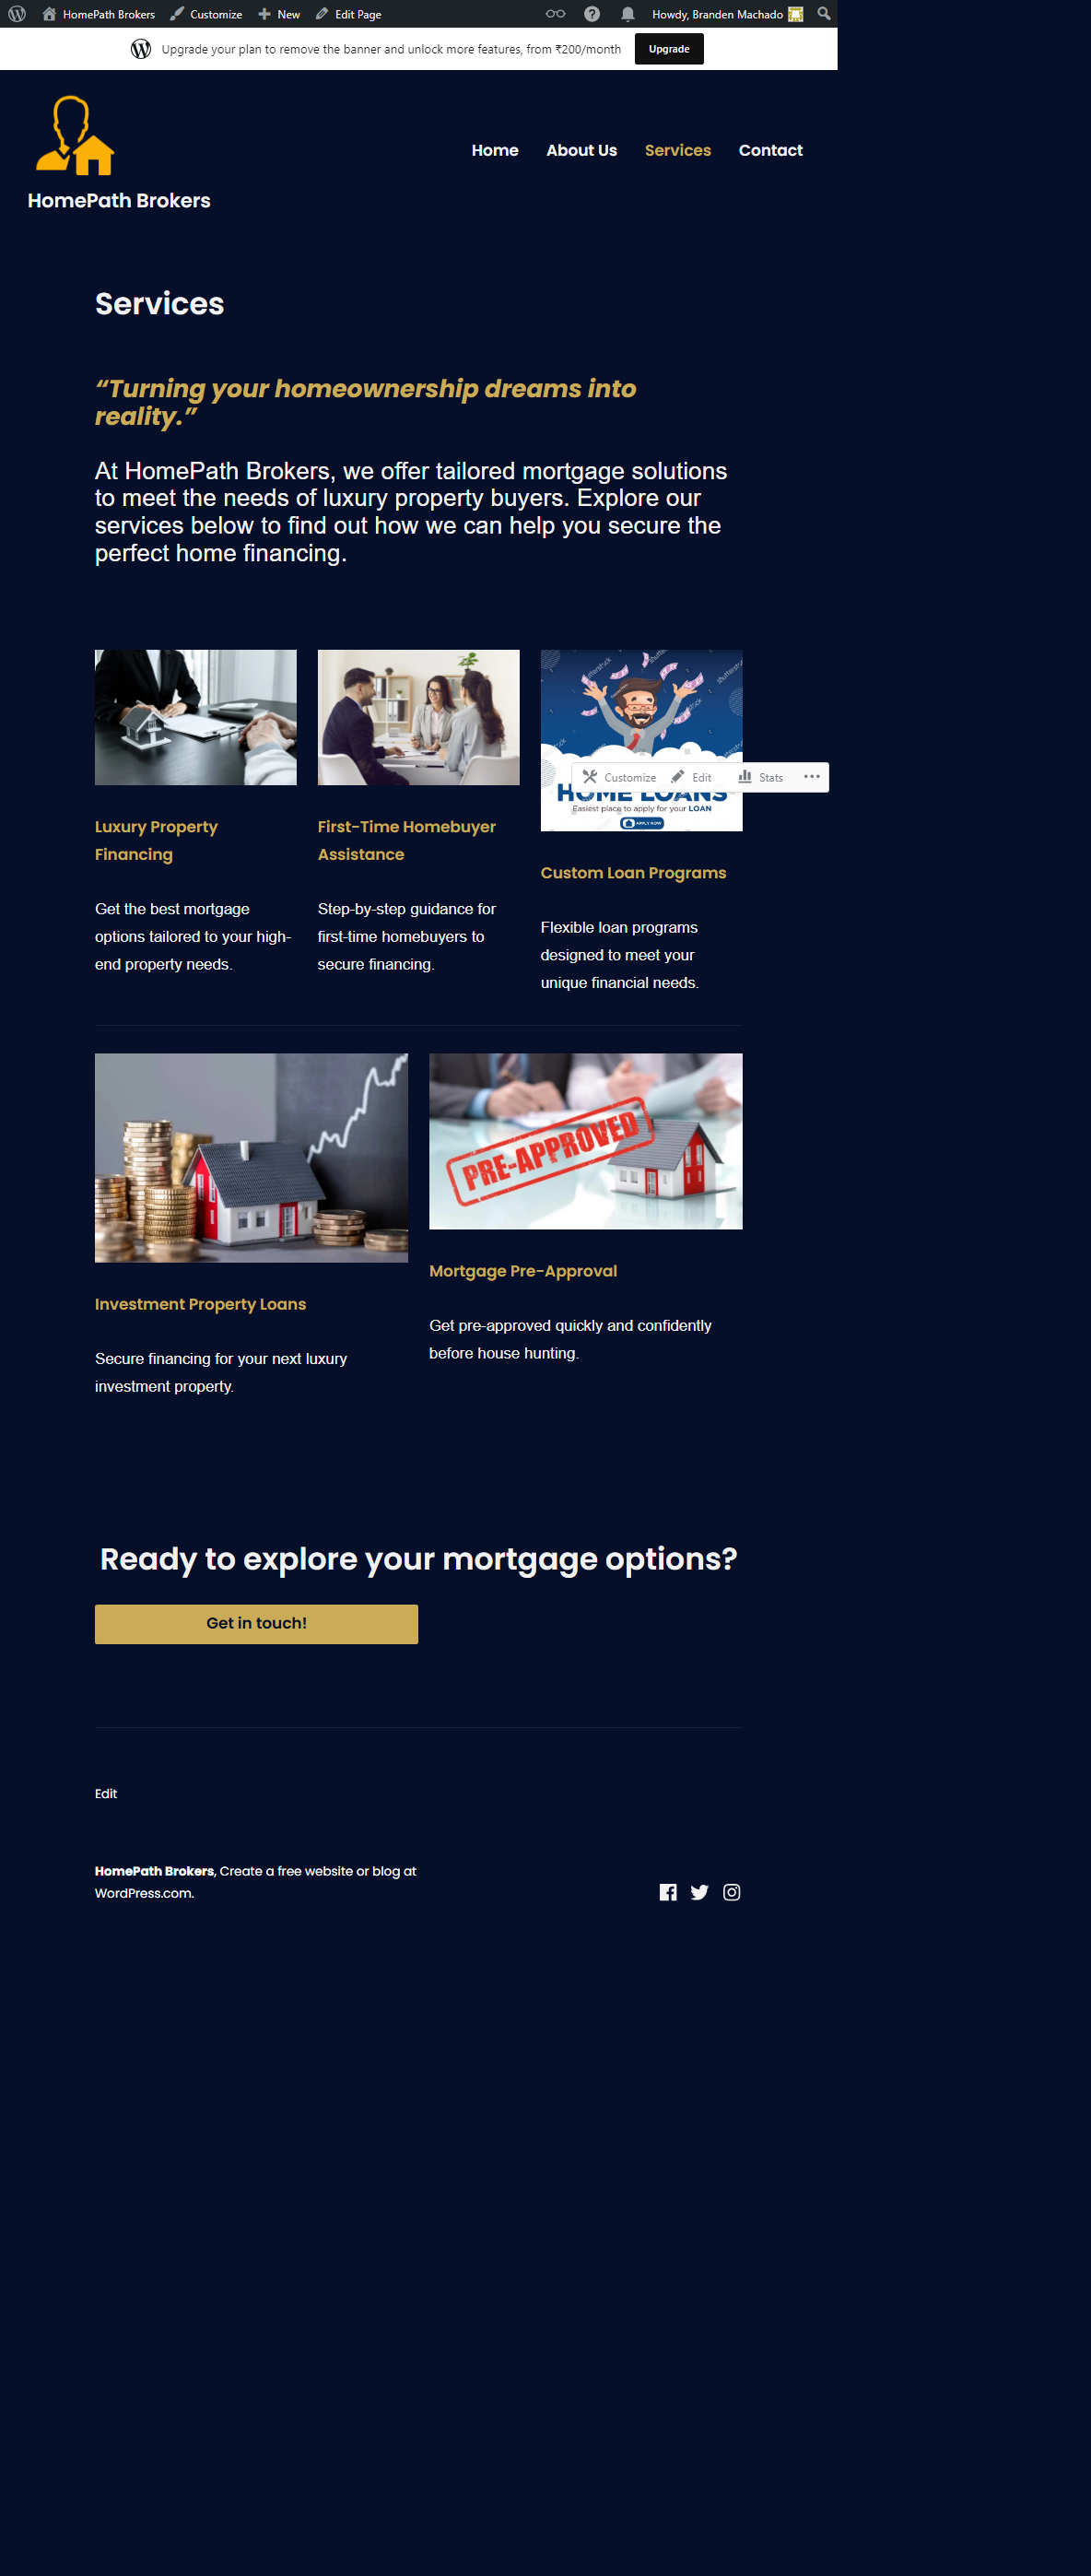 HomePath Brokers Customize New Edit Page Howdy, Branden Machado
Upgrade your plan to remove the banner and unlock more features, from ₹200/month Upgrade
Home About Us Services Contact
HomePath Brokers
Services
“Turning your homeownership dreams into
reality.”
At HomePath Brokers, we offer tailored mortgage solutions
to meet the needs of luxury property buyers. Explore our
services below to find out how we can help you secure the
perfect home financing.
shutterstock
HOME LOANS
Easiest place to apply for your LOAN
APPLY NOW
Customize Edit Stats
Luxury Property
Financing
Get the best mortgage
options tailored to your high-
end property needs.
First-Time Homebuyer
Assistance
Step-by-step guidance for
first-time homebuyers to
secure financing.
Custom Loan Programs
Flexible loan programs
designed to meet your
unique financial needs.
Investment Property Loans
Secure financing for your next luxury
investment property.
PRE-APPROVED
Mortgage Pre-Approval
Get pre-approved quickly and confidently
before house hunting.
Ready to explore your mortgage options?
Get in touch!
Edit
HomePath Brokers, Create a free website or blog at
WordPress.com.